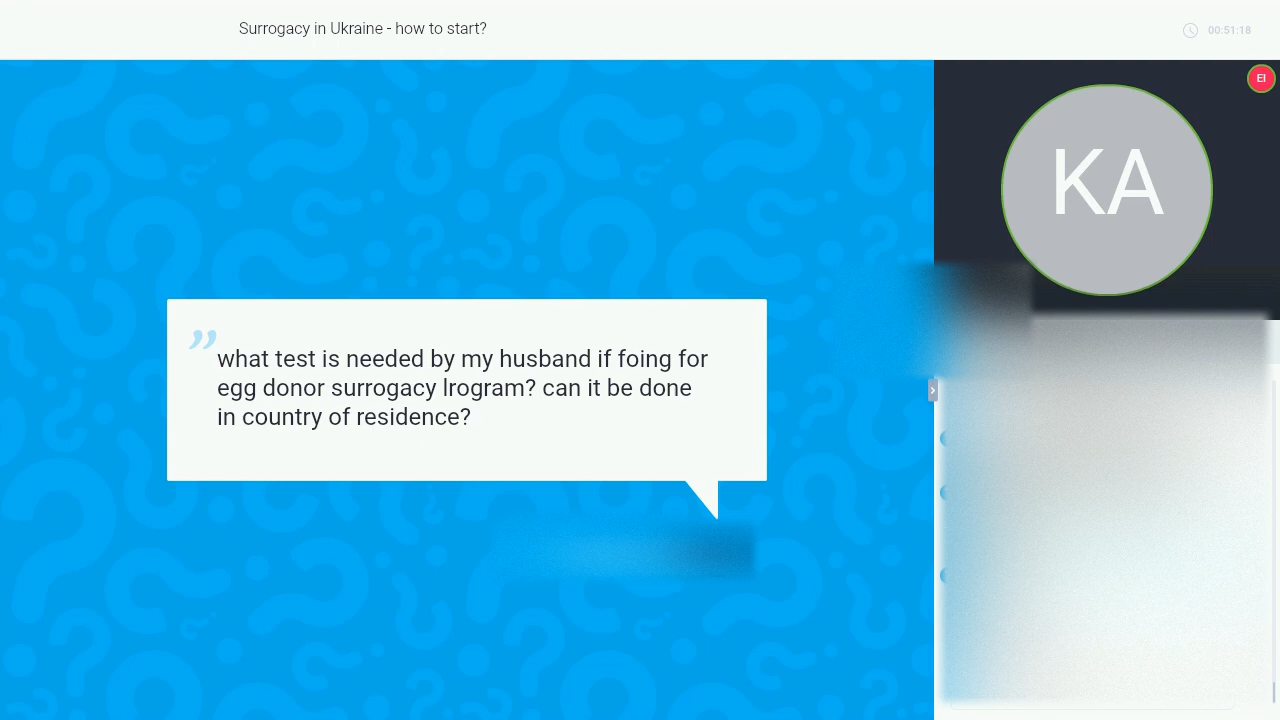 Surrogacy in Ukraine - how to start?
00:51:18
EI
KA
”
what test is needed by my husband if foing for
egg donor surrogacy lrogram? can it be done
in country of residence?